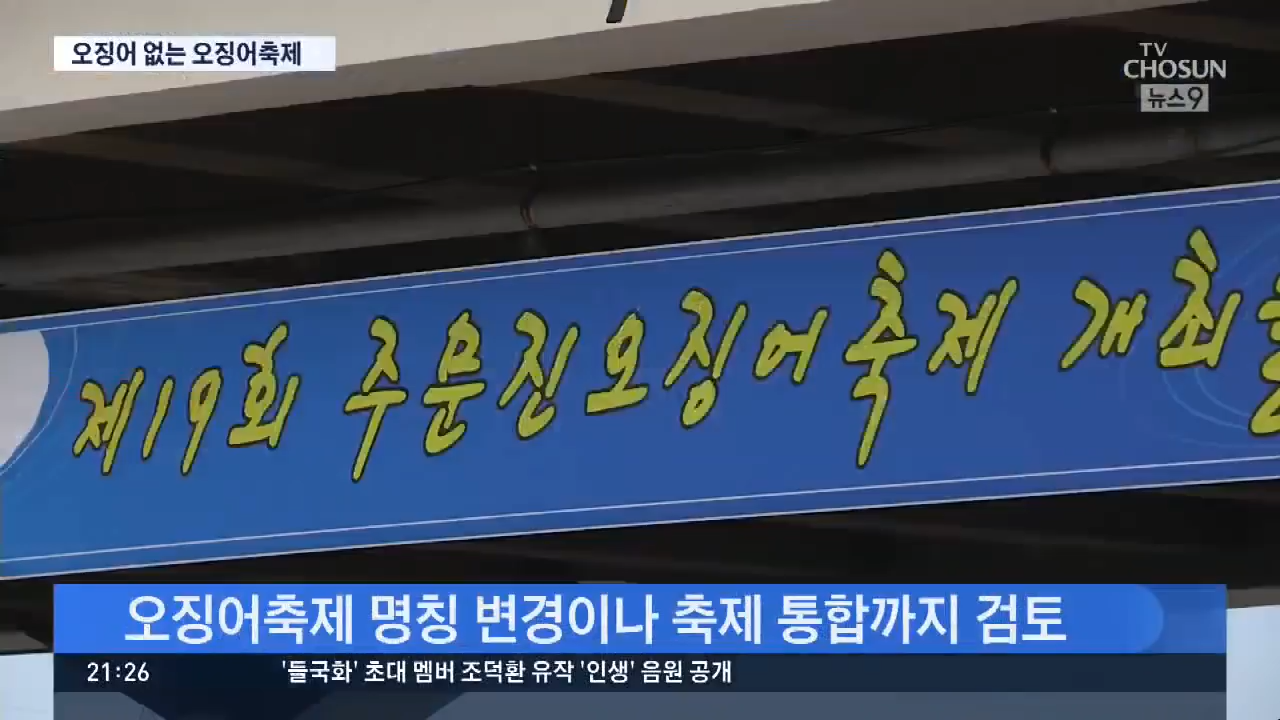 오징어 없는 오징어축제
TV
CHOSUN
뉴스9
제19회 주문진오징어축제 개최를
오징어축제 명칭 변경이나 축제 통합까지 검토
21:26 '들국화' 초대 멤버 조덕환 유작 '인생' 음원 공개